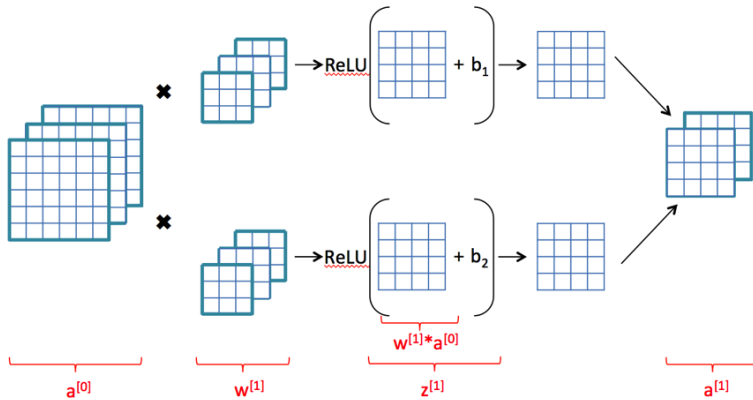 ✖ → ReLU ( + b₁ ) →
✖ → ReLU ( + b₂ ) →
w[1]*a[0]
a[0] w[1] z[1] a[1]